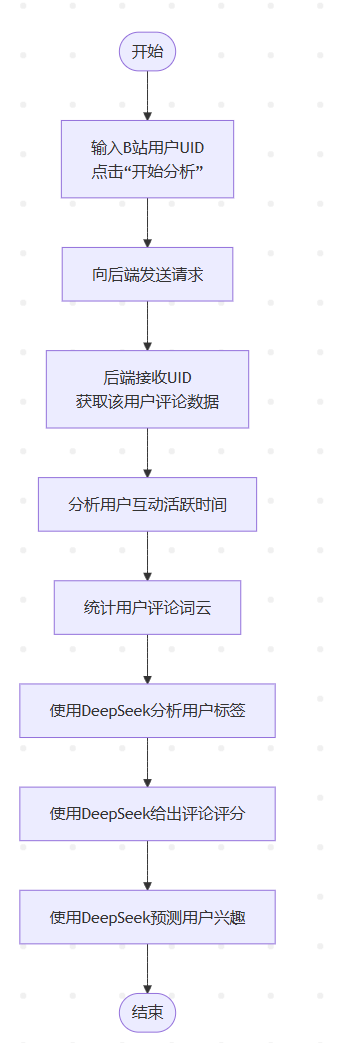 开始
输入B站用户UID
点击“开始分析”
向后端发送请求
后端接收UID
获取该用户评论数据
分析用户互动活跃时间
统计用户评论词云
使用DeepSeek分析用户标签
使用DeepSeek给出评论评分
使用DeepSeek预测用户兴趣
结束